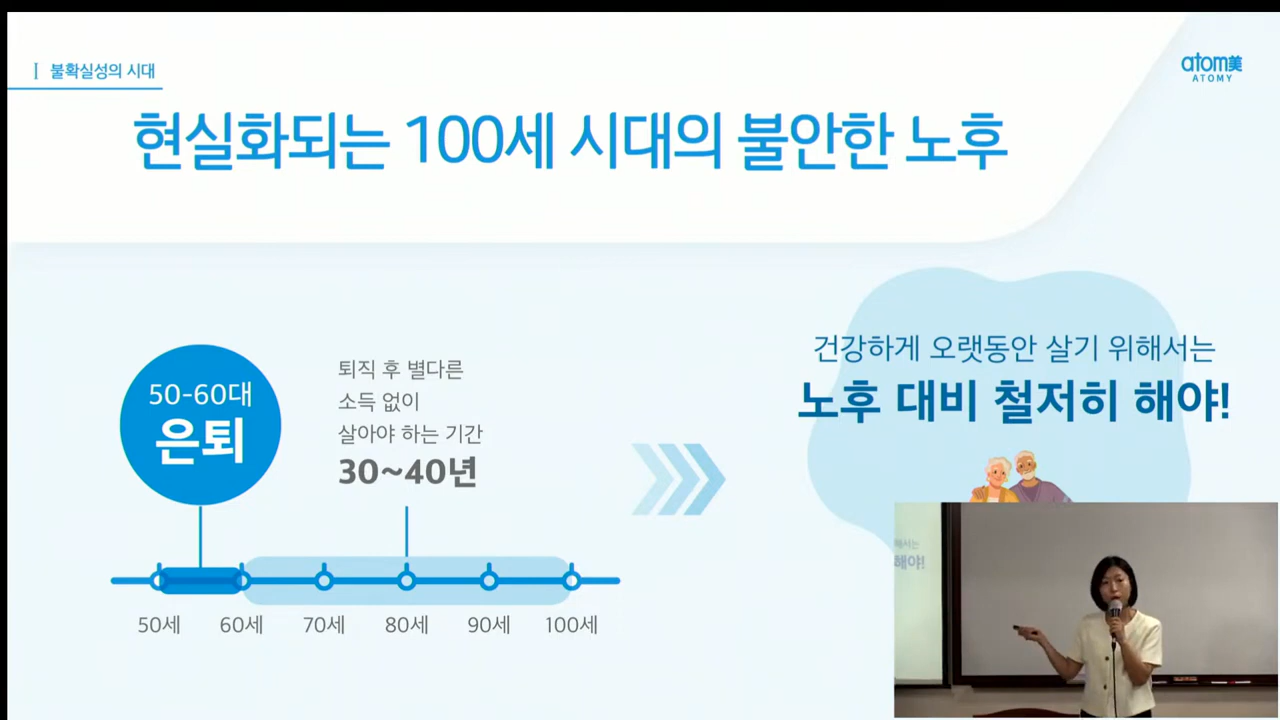 I 불확실성의 시대
atom美
ATOMY
현실화되는 100세 시대의 불안한 노후
50-60대
은퇴
퇴직 후 별다른
소득 없이
살아야 하는 기간
30~40년
건강하게 오랫동안 살기 위해서는
노후 대비 철저히 해야!
50세 60세 70세 80세 90세 100세
해서는
해야!